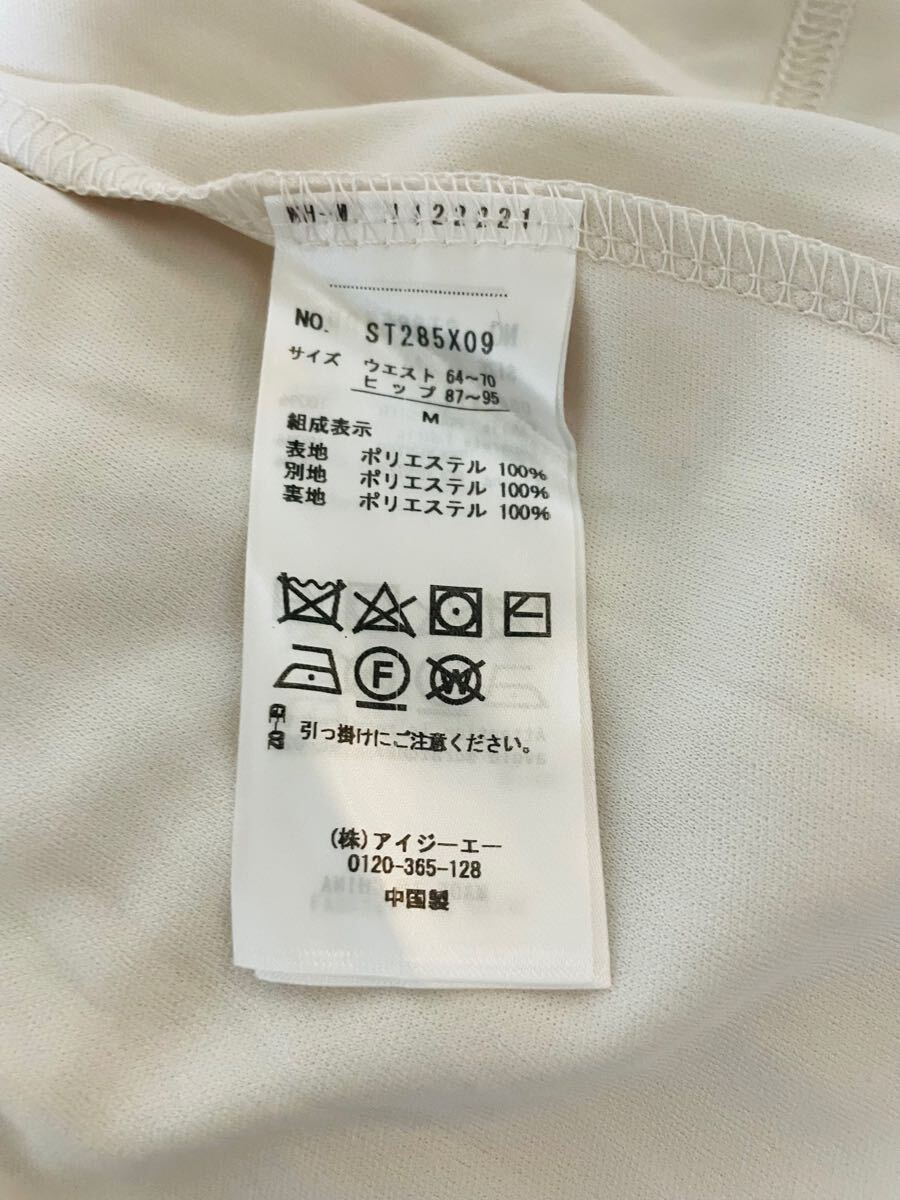 NO. ST285X09
サイズ ウエスト 64~70
ヒップ 87~95
M
組成表示
表地 ポリエステル 100%
別地 ポリエステル 100%
裏地 ポリエステル 100%
F W
引っ掛けにご注意ください。
(株)アイジーエー
0120-365-128
中国製